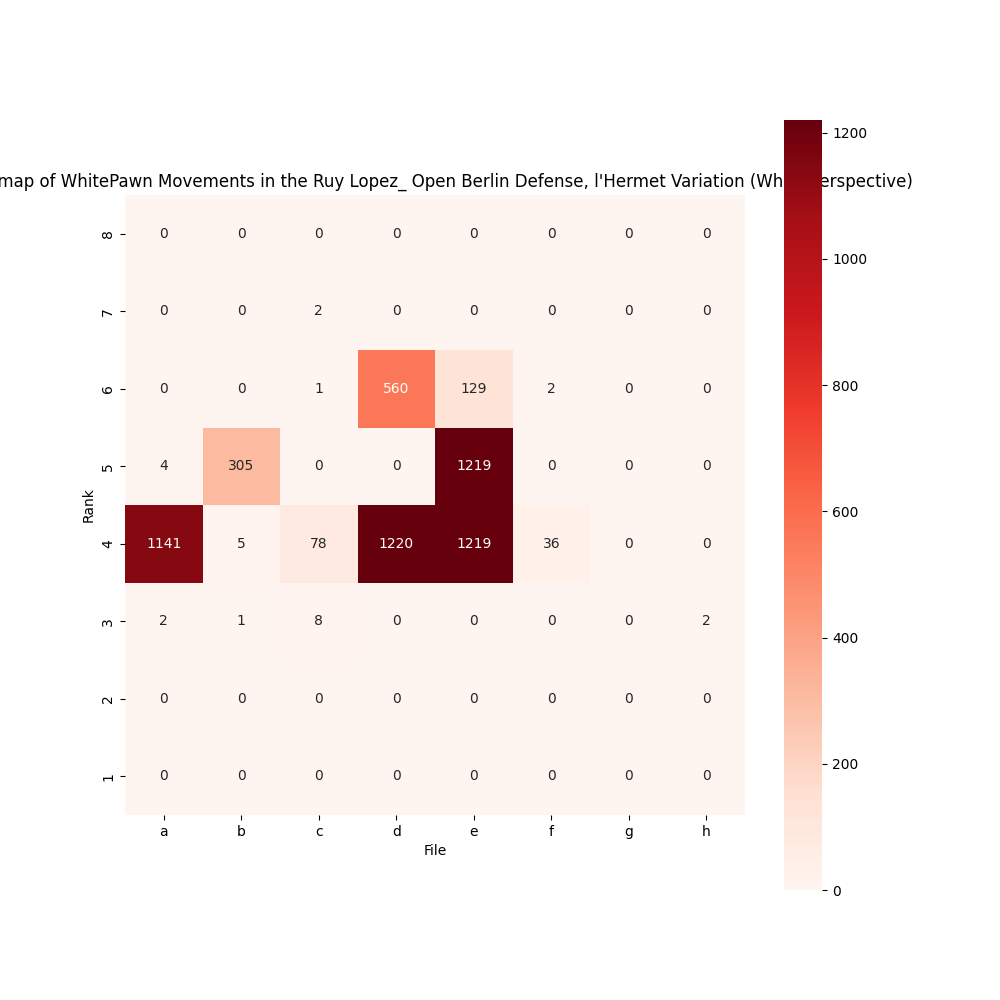 1200
map of WhitePawn Movements in the Ruy Lopez_ Open Berlin Defense, l'Hermet Variation (Wh erspective)
8 0 0 0 0 0 0 0 0
1000
7 0 0 2 0 0 0 0 0
6 0 0 1 560 129 2 0 0
800
5 4 305 0 0 1219 0 0 0
Rank
600
4 1141 5 78 1220 1219 36 0 0
3 2 1 8 0 0 0 0 2
400
2 0 0 0 0 0 0 0 0
200
1 0 0 0 0 0 0 0 0
a b c d e f g h
File
0